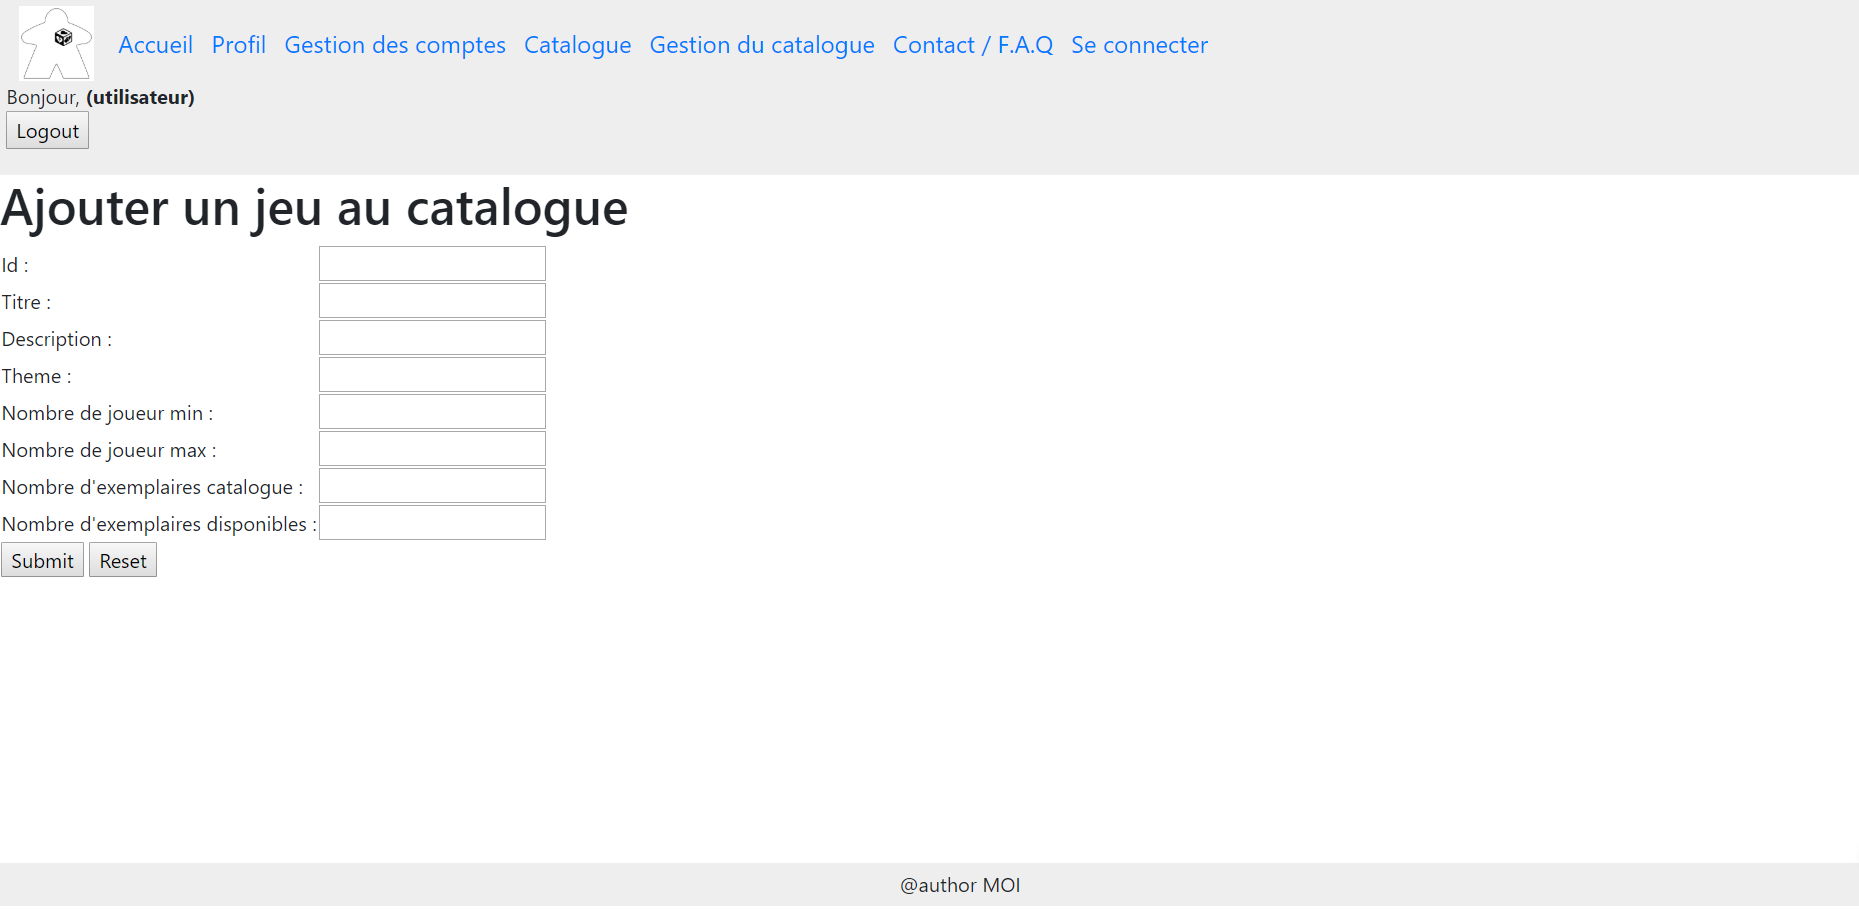 Accueil Profil Gestion des comptes Catalogue Gestion du catalogue Contact / F.A.Q Se connecter
Bonjour, (utilisateur)
Logout
Ajouter un jeu au catalogue
Id :
Titre :
Description :
Theme :
Nombre de joueur min :
Nombre de joueur max :
Nombre d'exemplaires catalogue :
Nombre d'exemplaires disponibles :
Submit Reset
@author MOI